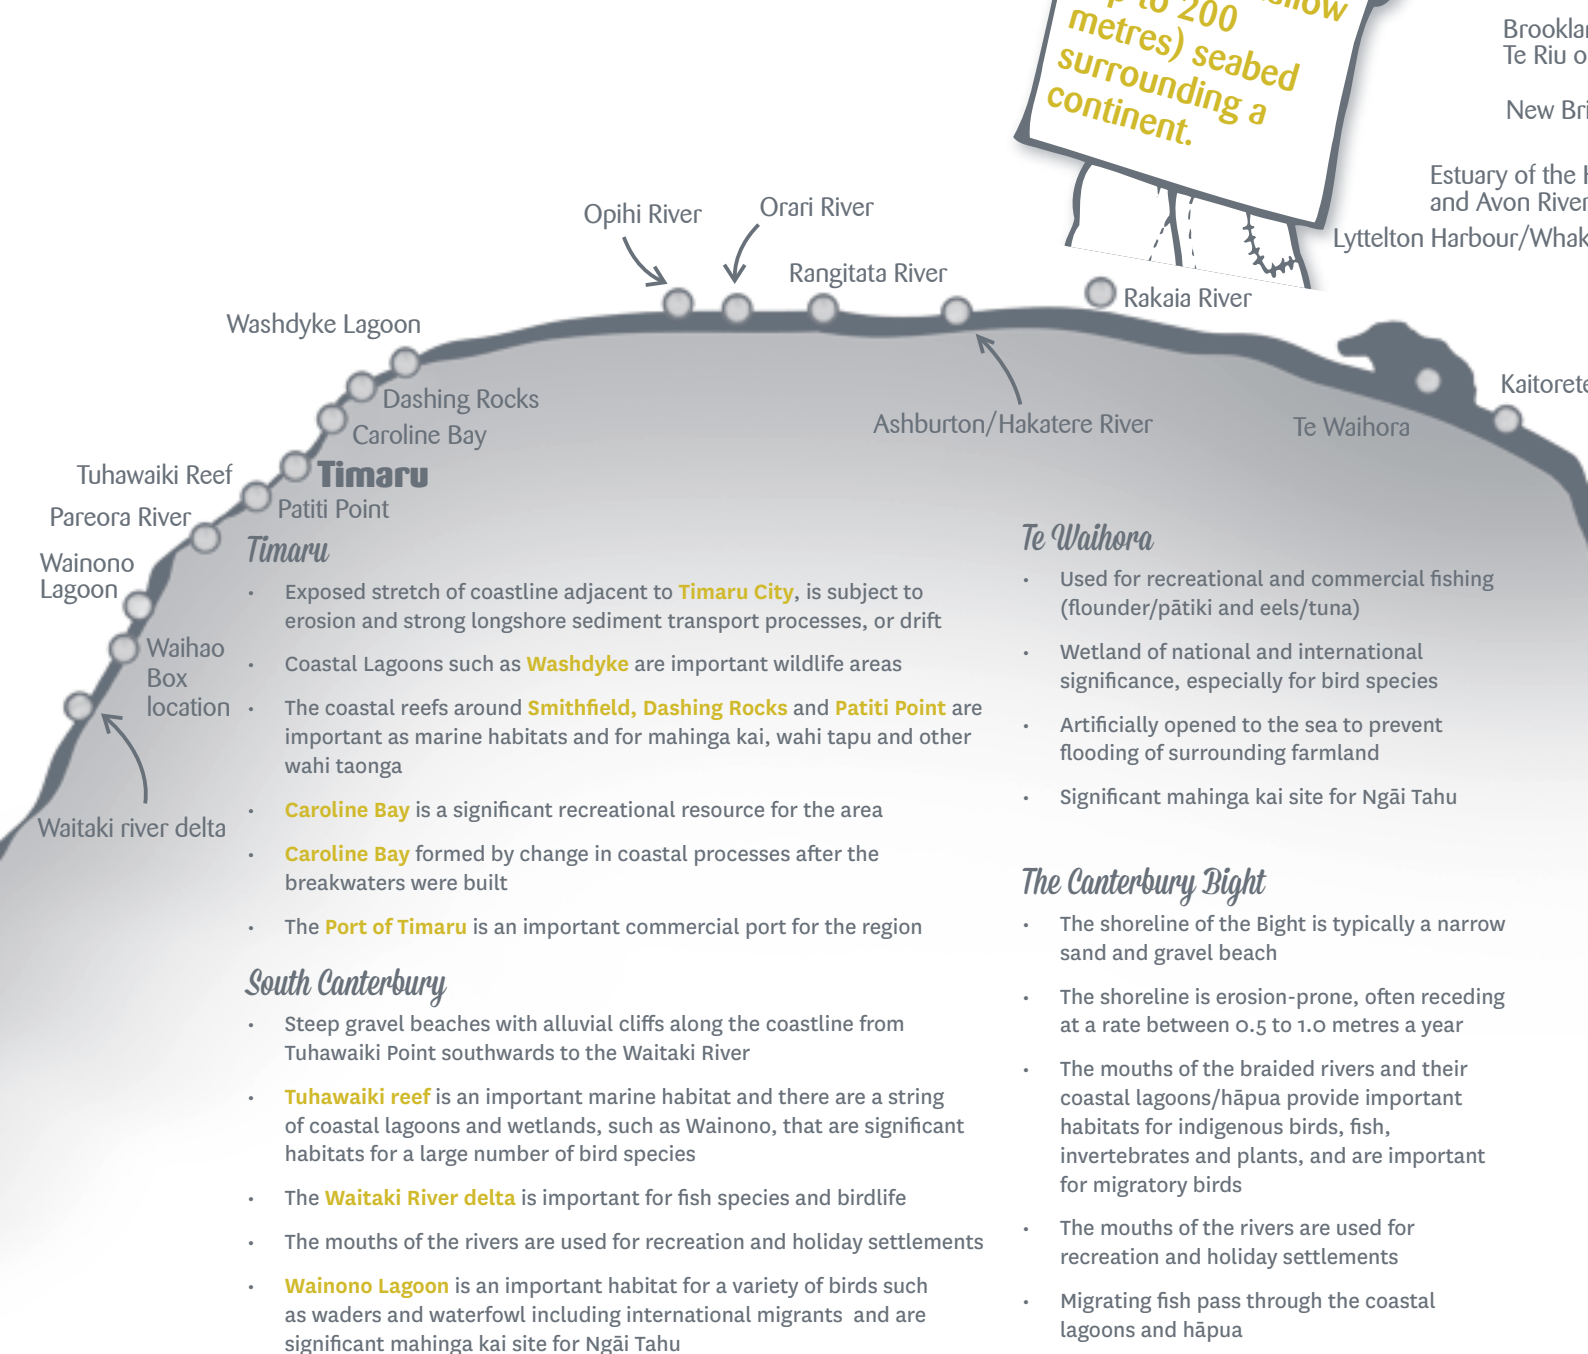 to 200
metres) seabed
surrounding a
continent.
Te Riu
New
Estuary of the
and Avon
Lyttelton
Opihi River
Orari River
Rangitata River
Rakaia River
Washdyke Lagoon
Dashing Rocks
Caroline Bay
Ashburton/Hakatere River
Te Waihora
Tuhawaiki Reef
Timaru
Pareora River
Patiti Point
Wainono
Lagoon
Waihao
Box
location
Waitaki river delta
Timaru
• Exposed stretch of coastline adjacent to Timaru City, is subject to
erosion and strong longshore sediment transport processes, or drift
• Coastal Lagoons such as Washdyke are important wildlife areas
• The coastal reefs around Smithfield, Dashing Rocks and Patiti Point are
important as marine habitats and for mahinga kai, wahi tapu and other
wahi taonga
• Caroline Bay is a significant recreational resource for the area
• Caroline Bay formed by change in coastal processes after the
breakwaters were built
• The Port of Timaru is an important commercial port for the region
South Canterbury
• Steep gravel beaches with alluvial cliffs along the coastline from
Tuhawaiki Point southwards to the Waitaki River
• Tuhawaiki reef is an important marine habitat and there are a string
of coastal lagoons and wetlands, such as Wainono, that are significant
habitats for a large number of bird species
• The Waitaki River delta is important for fish species and birdlife
• The mouths of the rivers are used for recreation and holiday settlements
• Wainono Lagoon is an important habitat for a variety of birds such
as waders and waterfowl including international migrants and are
significant mahinga kai site for Ngāi Tahu
Te Waihora
• Used for recreational and commercial fishing
(flounder/pātiki and eels/tuna)
• Wetland of national and international
significance, especially for bird species
• Artificially opened to the sea to prevent
flooding of surrounding farmland
• Significant mahinga kai site for Ngāi Tahu
The Canterbury Bight
• The shoreline of the Bight is typically a narrow
sand and gravel beach
• The shoreline is erosion-prone, often receding
at a rate between 0.5 to 1.0 metres a year
• The mouths of the braided rivers and their
coastal lagoons/hāpua provide important
habitats for indigenous birds, fish,
invertebrates and plants, and are important
for migratory birds
• The mouths of the rivers are used for
recreation and holiday settlements
• Migrating fish pass through the coastal
lagoons and hāpua